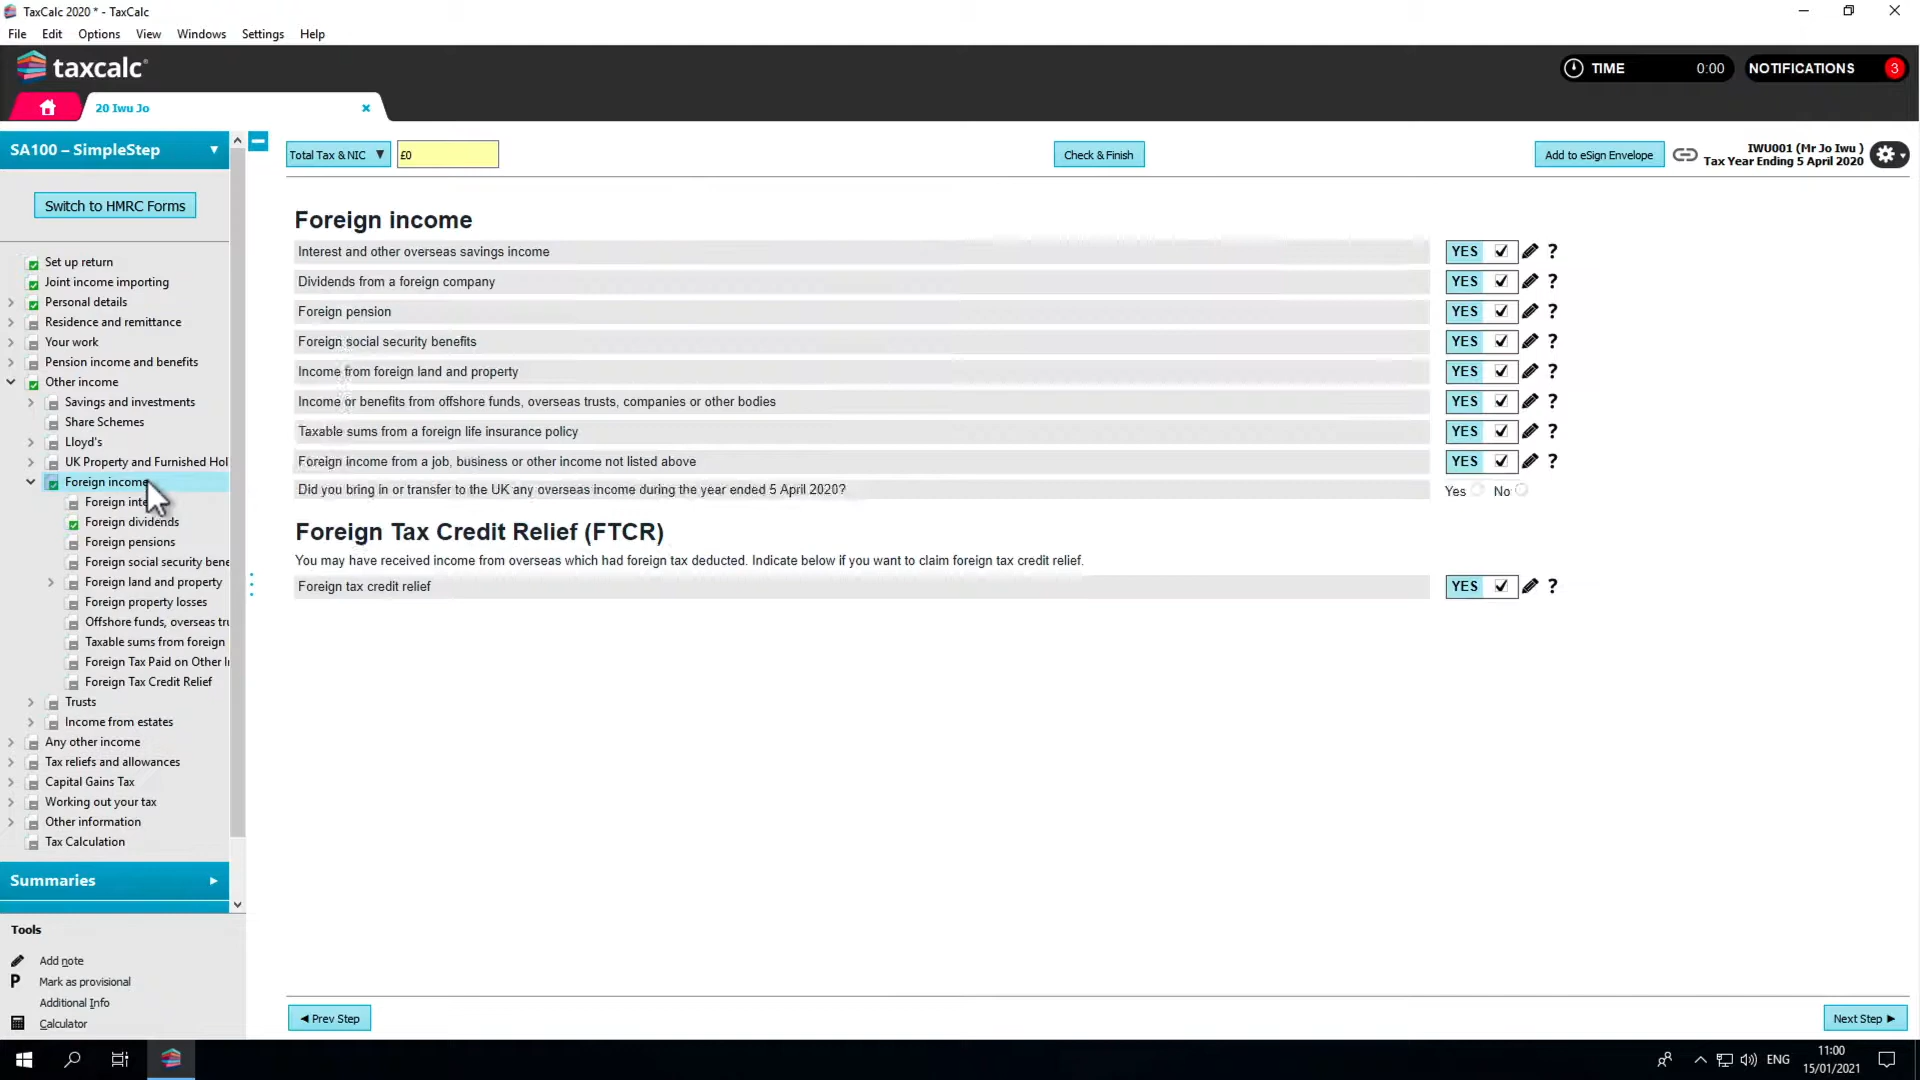 TaxCalc 2020 * - TaxCalc
File Edit Options View Windows Settings Help
taxcalc
TIME 0:00 NOTIFICATIONS 3
20 Iwu Jo
SA100 – SimpleStep
Switch to HMRC Forms
Set up return
Joint income importing
Personal details
Residence and remittance
Your work
Pension income and benefits
Other income
Savings and investments
Share Schemes
Lloyd's
UK Property and Furnished Hol
Foreign income
Foreign inte
Foreign dividends
Foreign pensions
Foreign social security bene
Foreign land and property
Foreign property losses
Offshore funds, overseas tru
Taxable sums from foreign
Foreign Tax Paid on Other I
Foreign Tax Credit Relief
Trusts
Income from estates
Any other income
Tax reliefs and allowances
Capital Gains Tax
Working out your tax
Other information
Tax Calculation
Summaries
Tools
Add note
P Mark as provisional
Additional Info
Calculator
Total Tax & NIC £0
Check & Finish
Add to eSign Envelope
IWU001 (Mr Jo Iwu )
Tax Year Ending 5 April 2020
Foreign income
Interest and other overseas savings income YES ?
Dividends from a foreign company YES ?
Foreign pension YES ?
Foreign social security benefits YES ?
Income from foreign land and property YES ?
Income or benefits from offshore funds, overseas trusts, companies or other bodies YES ?
Taxable sums from a foreign life insurance policy YES ?
Foreign income from a job, business or other income not listed above YES ?
Did you bring in or transfer to the UK any overseas income during the year ended 5 April 2020? Yes No
Foreign Tax Credit Relief (FTCR)
You may have received income from overseas which had foreign tax deducted. Indicate below if you want to claim foreign tax credit relief.
Foreign tax credit relief YES ?
Prev Step
Next Step
ENG
11:00
15/01/2021